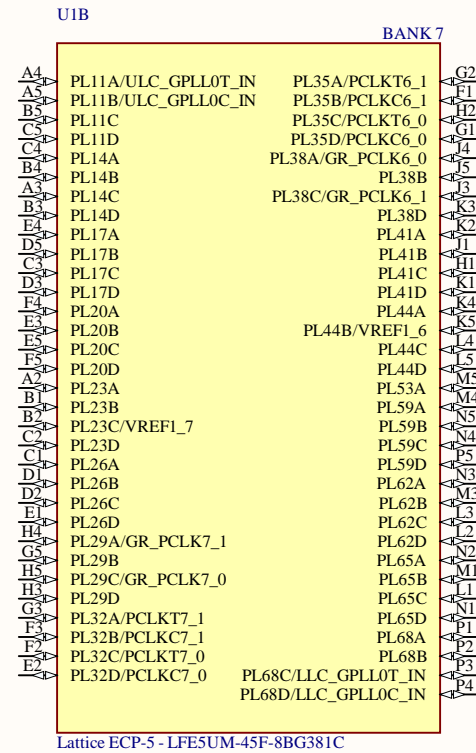 U1B
BANK 7
A4 PL11A/ULC_GPLL0T_IN PL35A/PCLKT6_1 G2
A5 PL11B/ULC_GPLL0C_IN PL35B/PCLKC6_1 F1
B5 PL11C PL35C/PCLKT6_0 H2
C5 PL11D PL35D/PCLKC6_0 G1
C4 PL14A PL38A/GR_PCLK6_0 J4
B4 PL14B PL38B J5
A3 PL14C PL38C/GR_PCLK6_1 J3
B3 PL14D PL38D K3
E4 PL17A PL41A K2
D5 PL17B PL41B J1
C3 PL17C PL41C H1
D3 PL17D PL41D K1
F4 PL20A PL44A K4
E3 PL20B PL44B/VREF1_6 K5
E5 PL20C PL44C L4
F5 PL20D PL44D L5
A2 PL23A PL53A M5
B1 PL23B PL59A M4
B2 PL23C/VREF1_7 PL59B N5
C2 PL23D PL59C N4
C1 PL26A PL59D P5
D1 PL26B PL62A N3
D2 PL26C PL62B M3
E1 PL26D PL62C L3
H4 PL29A/GR_PCLK7_1 PL62D L2
G5 PL29B PL65A N2
H5 PL29C/GR_PCLK7_0 PL65B M1
H3 PL29D PL65C L1
G3 PL32A/PCLKT7_1 PL65D N1
F3 PL32B/PCLKC7_1 PL68A P1
F2 PL32C/PCLKT7_0 PL68B P2
E2 PL32D/PCLKC7_0 PL68C/LLC_GPLL0T_IN P3
PL68D/LLC_GPLL0C_IN P4
Lattice ECP-5 - LFE5UM-45F-8BG381C